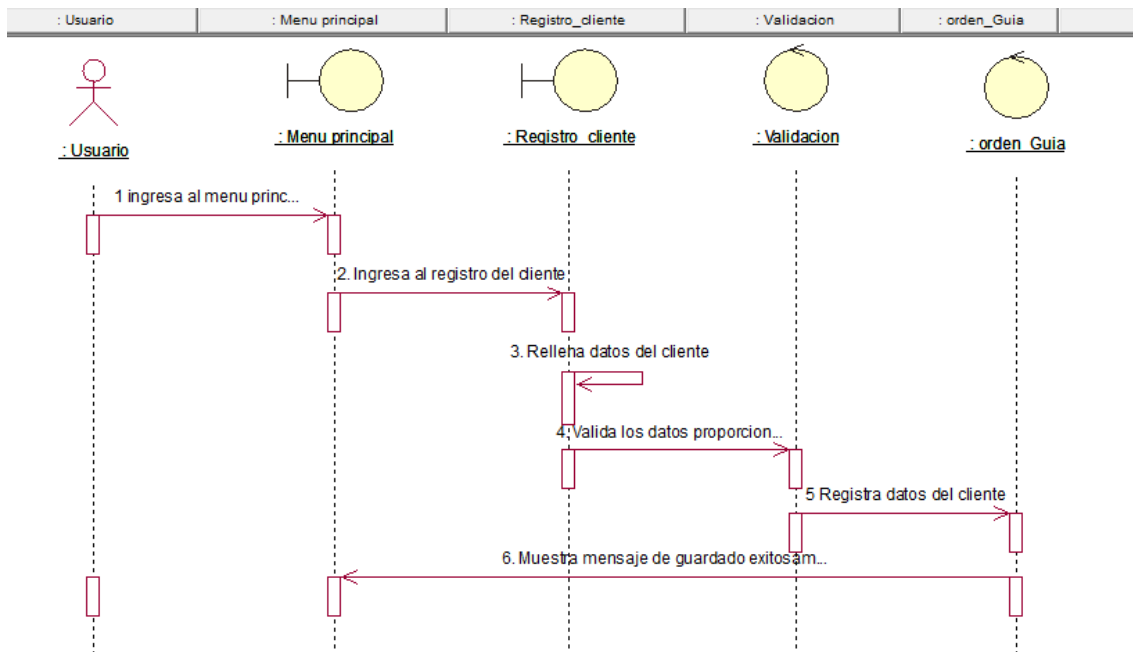 : Usuario
: Menu principal
: Registro_cliente
: Validacion
: orden_Guia
: Usuario
: Menu principal
: Registro_cliente
: Validacion
: orden_Guia
1 ingresa al menu princ...
2. Ingresa al registro del cliente
3. Rellena datos del cliente
4. Valida los datos proporcion...
5 Registra datos del cliente
6. Muestra mensaje de guardado exitosam...